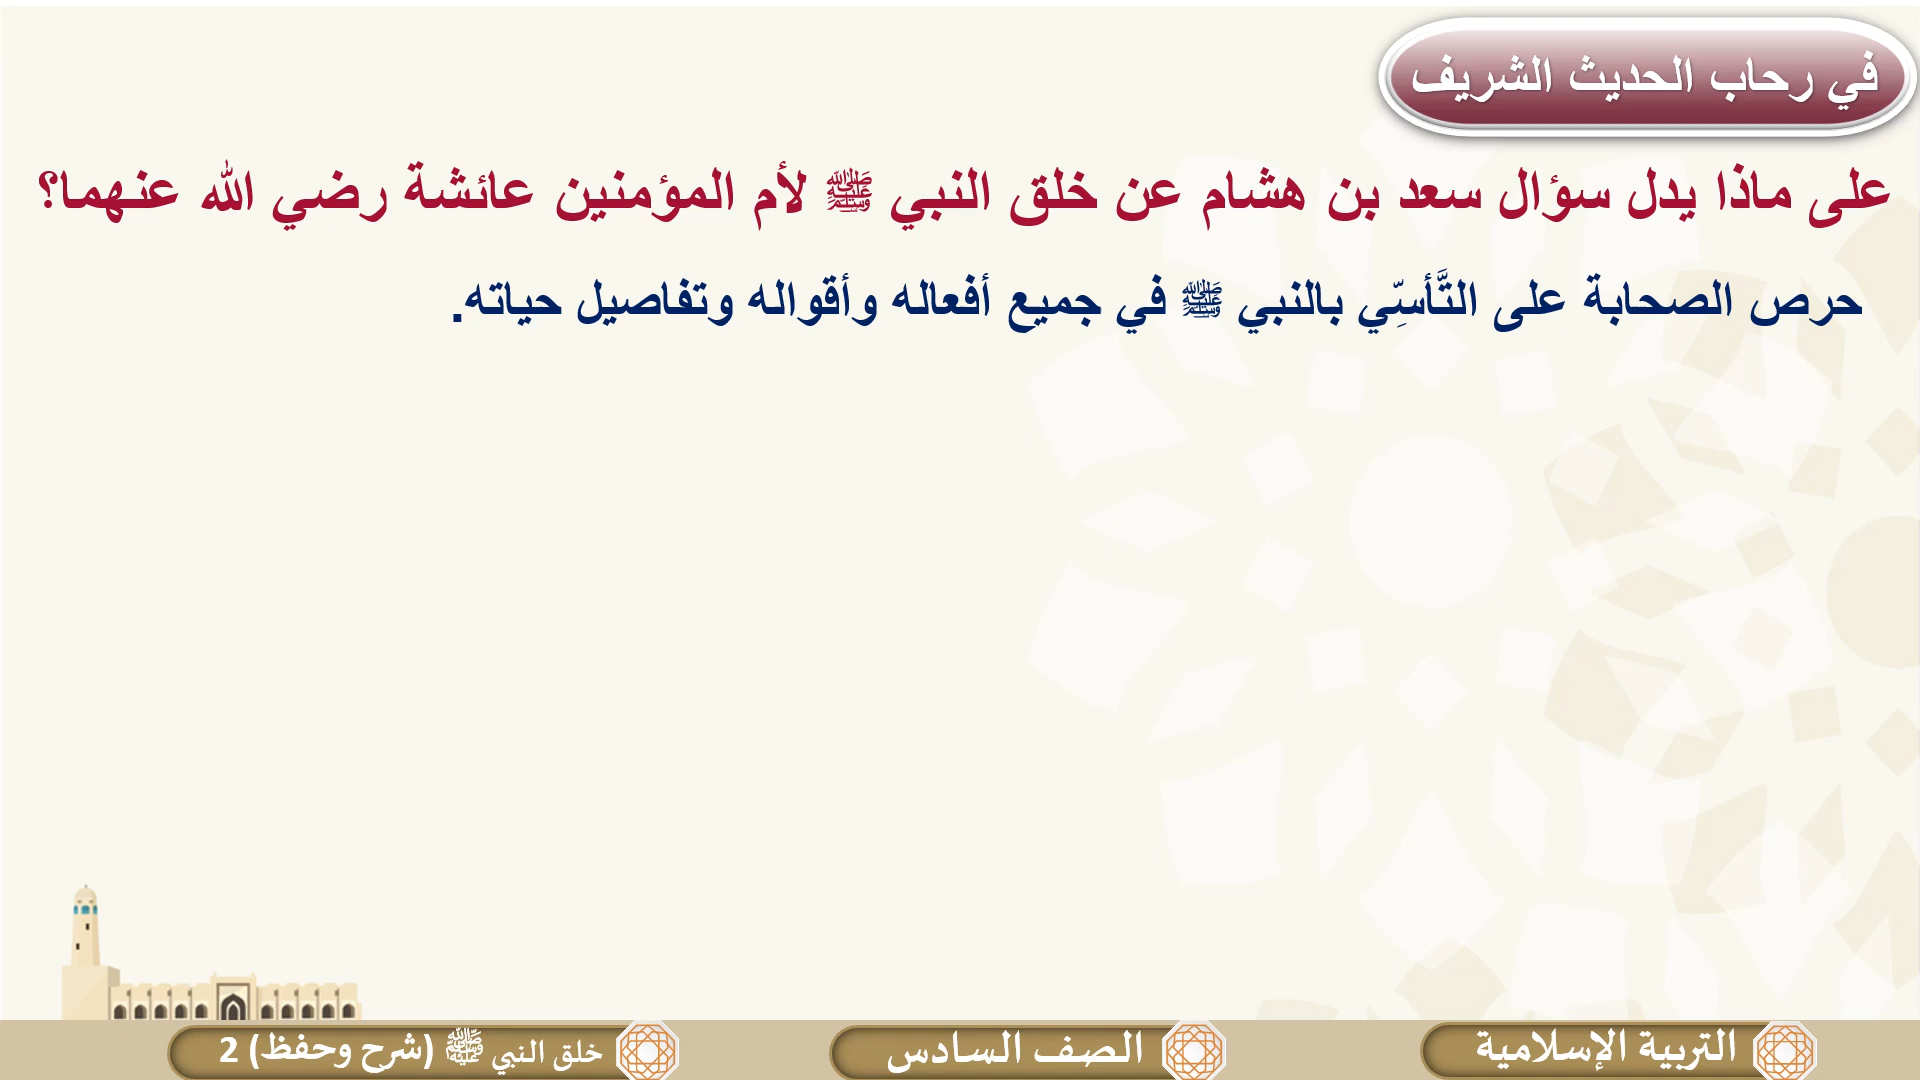 في رحاب الحديث الشريف
على ماذا يدل سؤال سعد بن هشام عن خلق النبي ﷺ لأم المؤمنين عائشة رضي الله عنهما؟
حرص الصحابة على التَّأسِّي بالنبي ﷺ في جميع أفعاله وأقواله وتفاصيل حياته.
التربية الإسلامية
الصف السادس
خلق النبي ﷺ (شرح وحفظ) 2